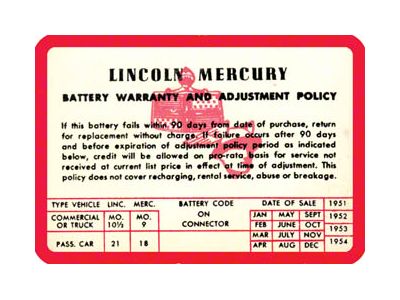 LINCOLN MERCURY
BATTERY WARRANTY AND ADJUSTMENT POLICY
If this battery fails within 90 days from date of purchase, return
for replacement without charge. If failure occurs after 90 days
and before expiration of adjustment policy period as indicated
below, credit will be allowed on pro-rata basis for service not
received at current list price in effect at time of adjustment. This
policy does not cover recharging, rental service, abuse or breakage.
TYPE VEHICLE LINC. MERC. BATTERY CODE ON CONNECTOR DATE OF SALE 1951
COMMERCIAL OR TRUCK MO. 10½ MO. 9 JAN MAY SEPT 1952
FEB JUNE OCT 1953
MAR JULY NOV
PASS. CAR 21 18 APR AUG DEC 1954